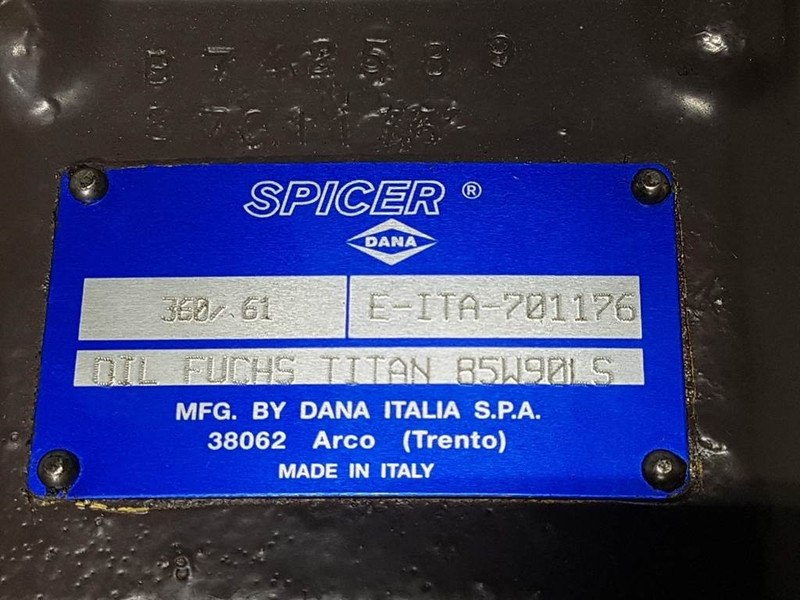 SPICER ®
DANA
360/.61 E-ITA-701176
OIL FUCHS TITAN 85W90LS
MFG. BY DANA ITALIA S.P.A.
38062 Arco (Trento)
MADE IN ITALY